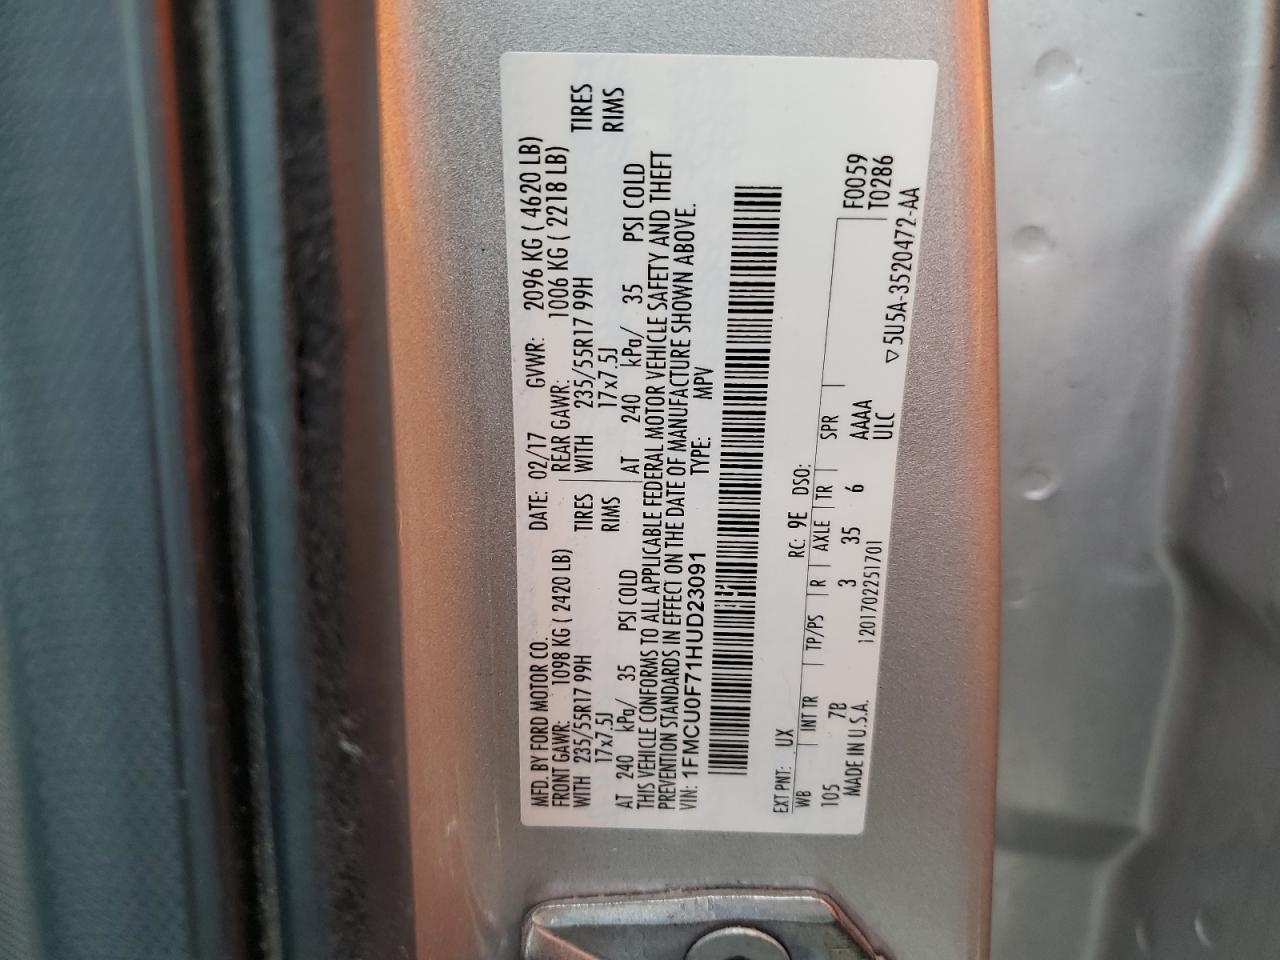 MFD. BY FORD MOTOR CO.   DATE: 02/17   GVWR: 2096 KG ( 4620 LB)
FRONT GAWR: 1098 KG ( 2420 LB)   REAR GAWR: 1006 KG ( 2218 LB)
WITH 235/55R17 99H TIRES   WITH 235/55R17 99H TIRES
17x7.5J RIMS   17x7.5J RIMS
AT 240 kPa/ 35 PSI COLD   AT 240 kPa/ 35 PSI COLD
THIS VEHICLE CONFORMS TO ALL APPLICABLE FEDERAL MOTOR VEHICLE SAFETY AND THEFT
PREVENTION STANDARDS IN EFFECT ON THE DATE OF MANUFACTURE SHOWN ABOVE.
VIN: 1FMCU0F71HUD23091   TYPE: MPV
EXT PNT: UX   RC: 9E DSO:
WB | INT TR | TP/PS | R | AXLE | TR | SPR   F0059
105 7B 3 35 6 AAAA   T0286
MADE IN U.S.A. 1201702251701 ULC
▽5U5A-3520472-AA